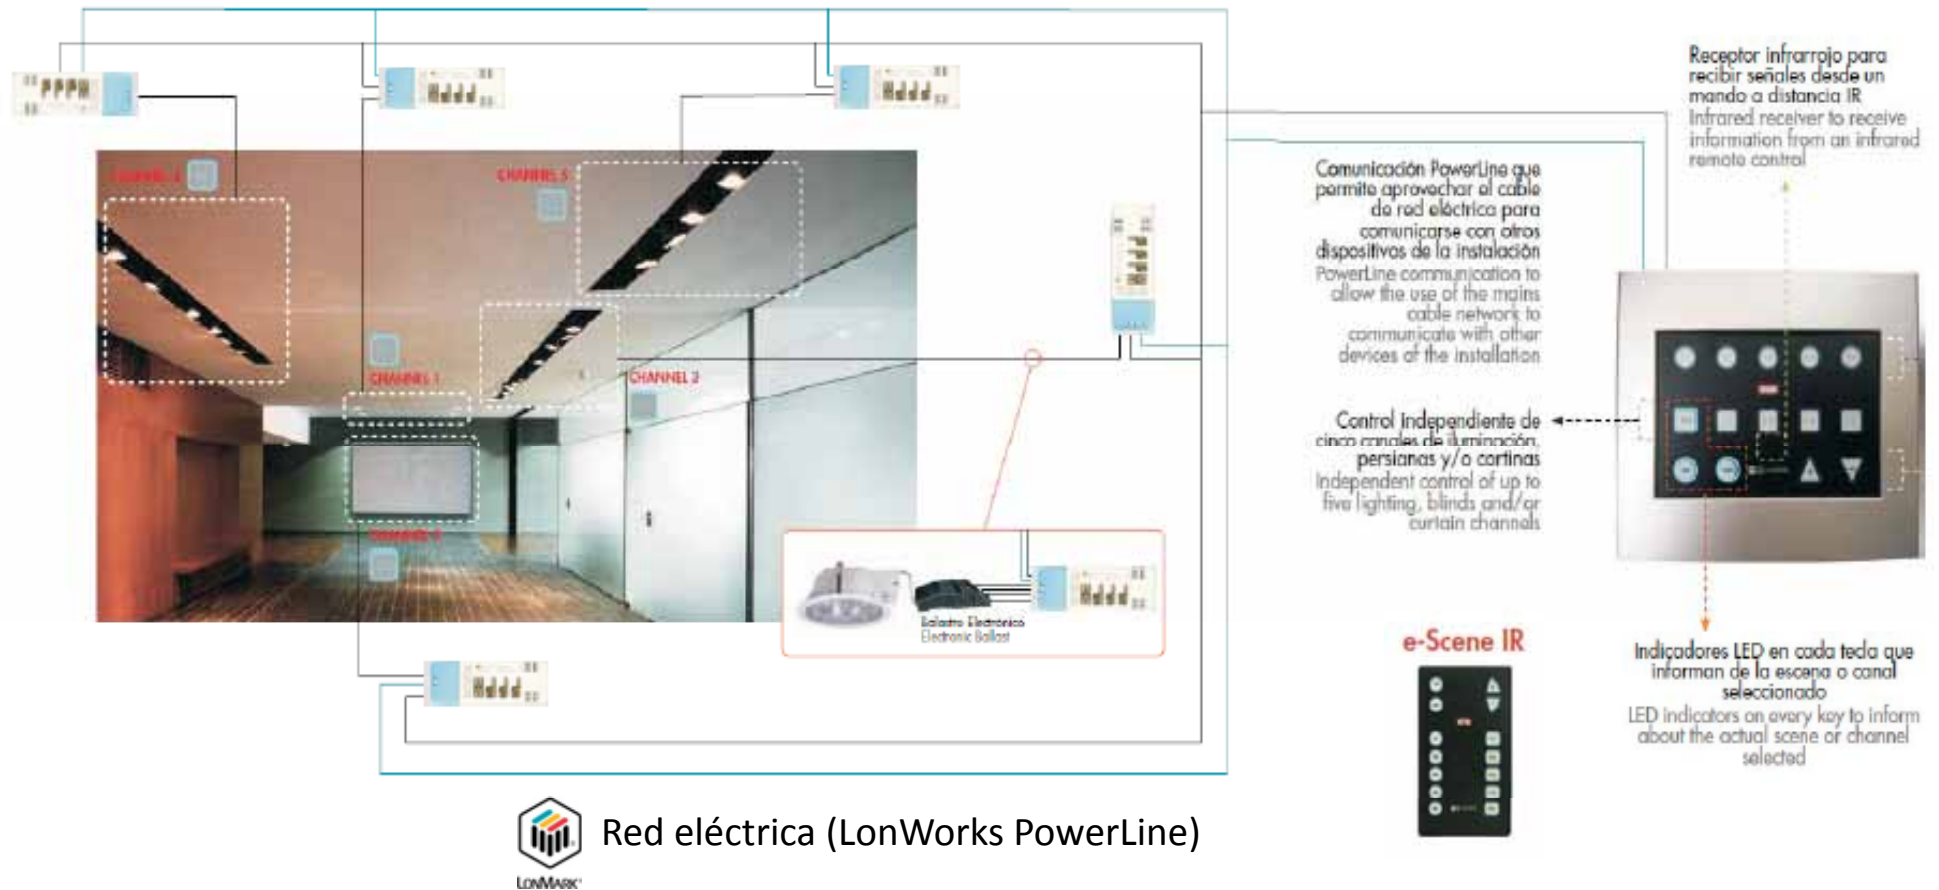 Receptor infrarrojo para
recibir señales desde un
mando a distancia IR
Infrared receiver to receive
information from an infrared
remote control
CHANNEL 5
Comunicación PowerLine que
permite aprovechar el cable
de red eléctrica para
comunicarse con otros
dispositivos de la instalación
PowerLine communication to
allow the use of the mains
cable network to
communicate with other
devices of the installation
CHANNEL 1
CHANNEL 3
Control Independiente de
cinco canales de iluminación,
persianas y/o cortinas
Independent control of up to
five lighting, blinds and/or
curtain channels
CHANNEL
Balastro Electrónico
Electronic Ballast
e-Scene IR
Indicadores LED en cada tecla que
informan de la escena o canal
seleccionado
LED indicators on every key to inform
about the actual scene or channel
selected
Red eléctrica (LonWorks PowerLine)
LONMARK